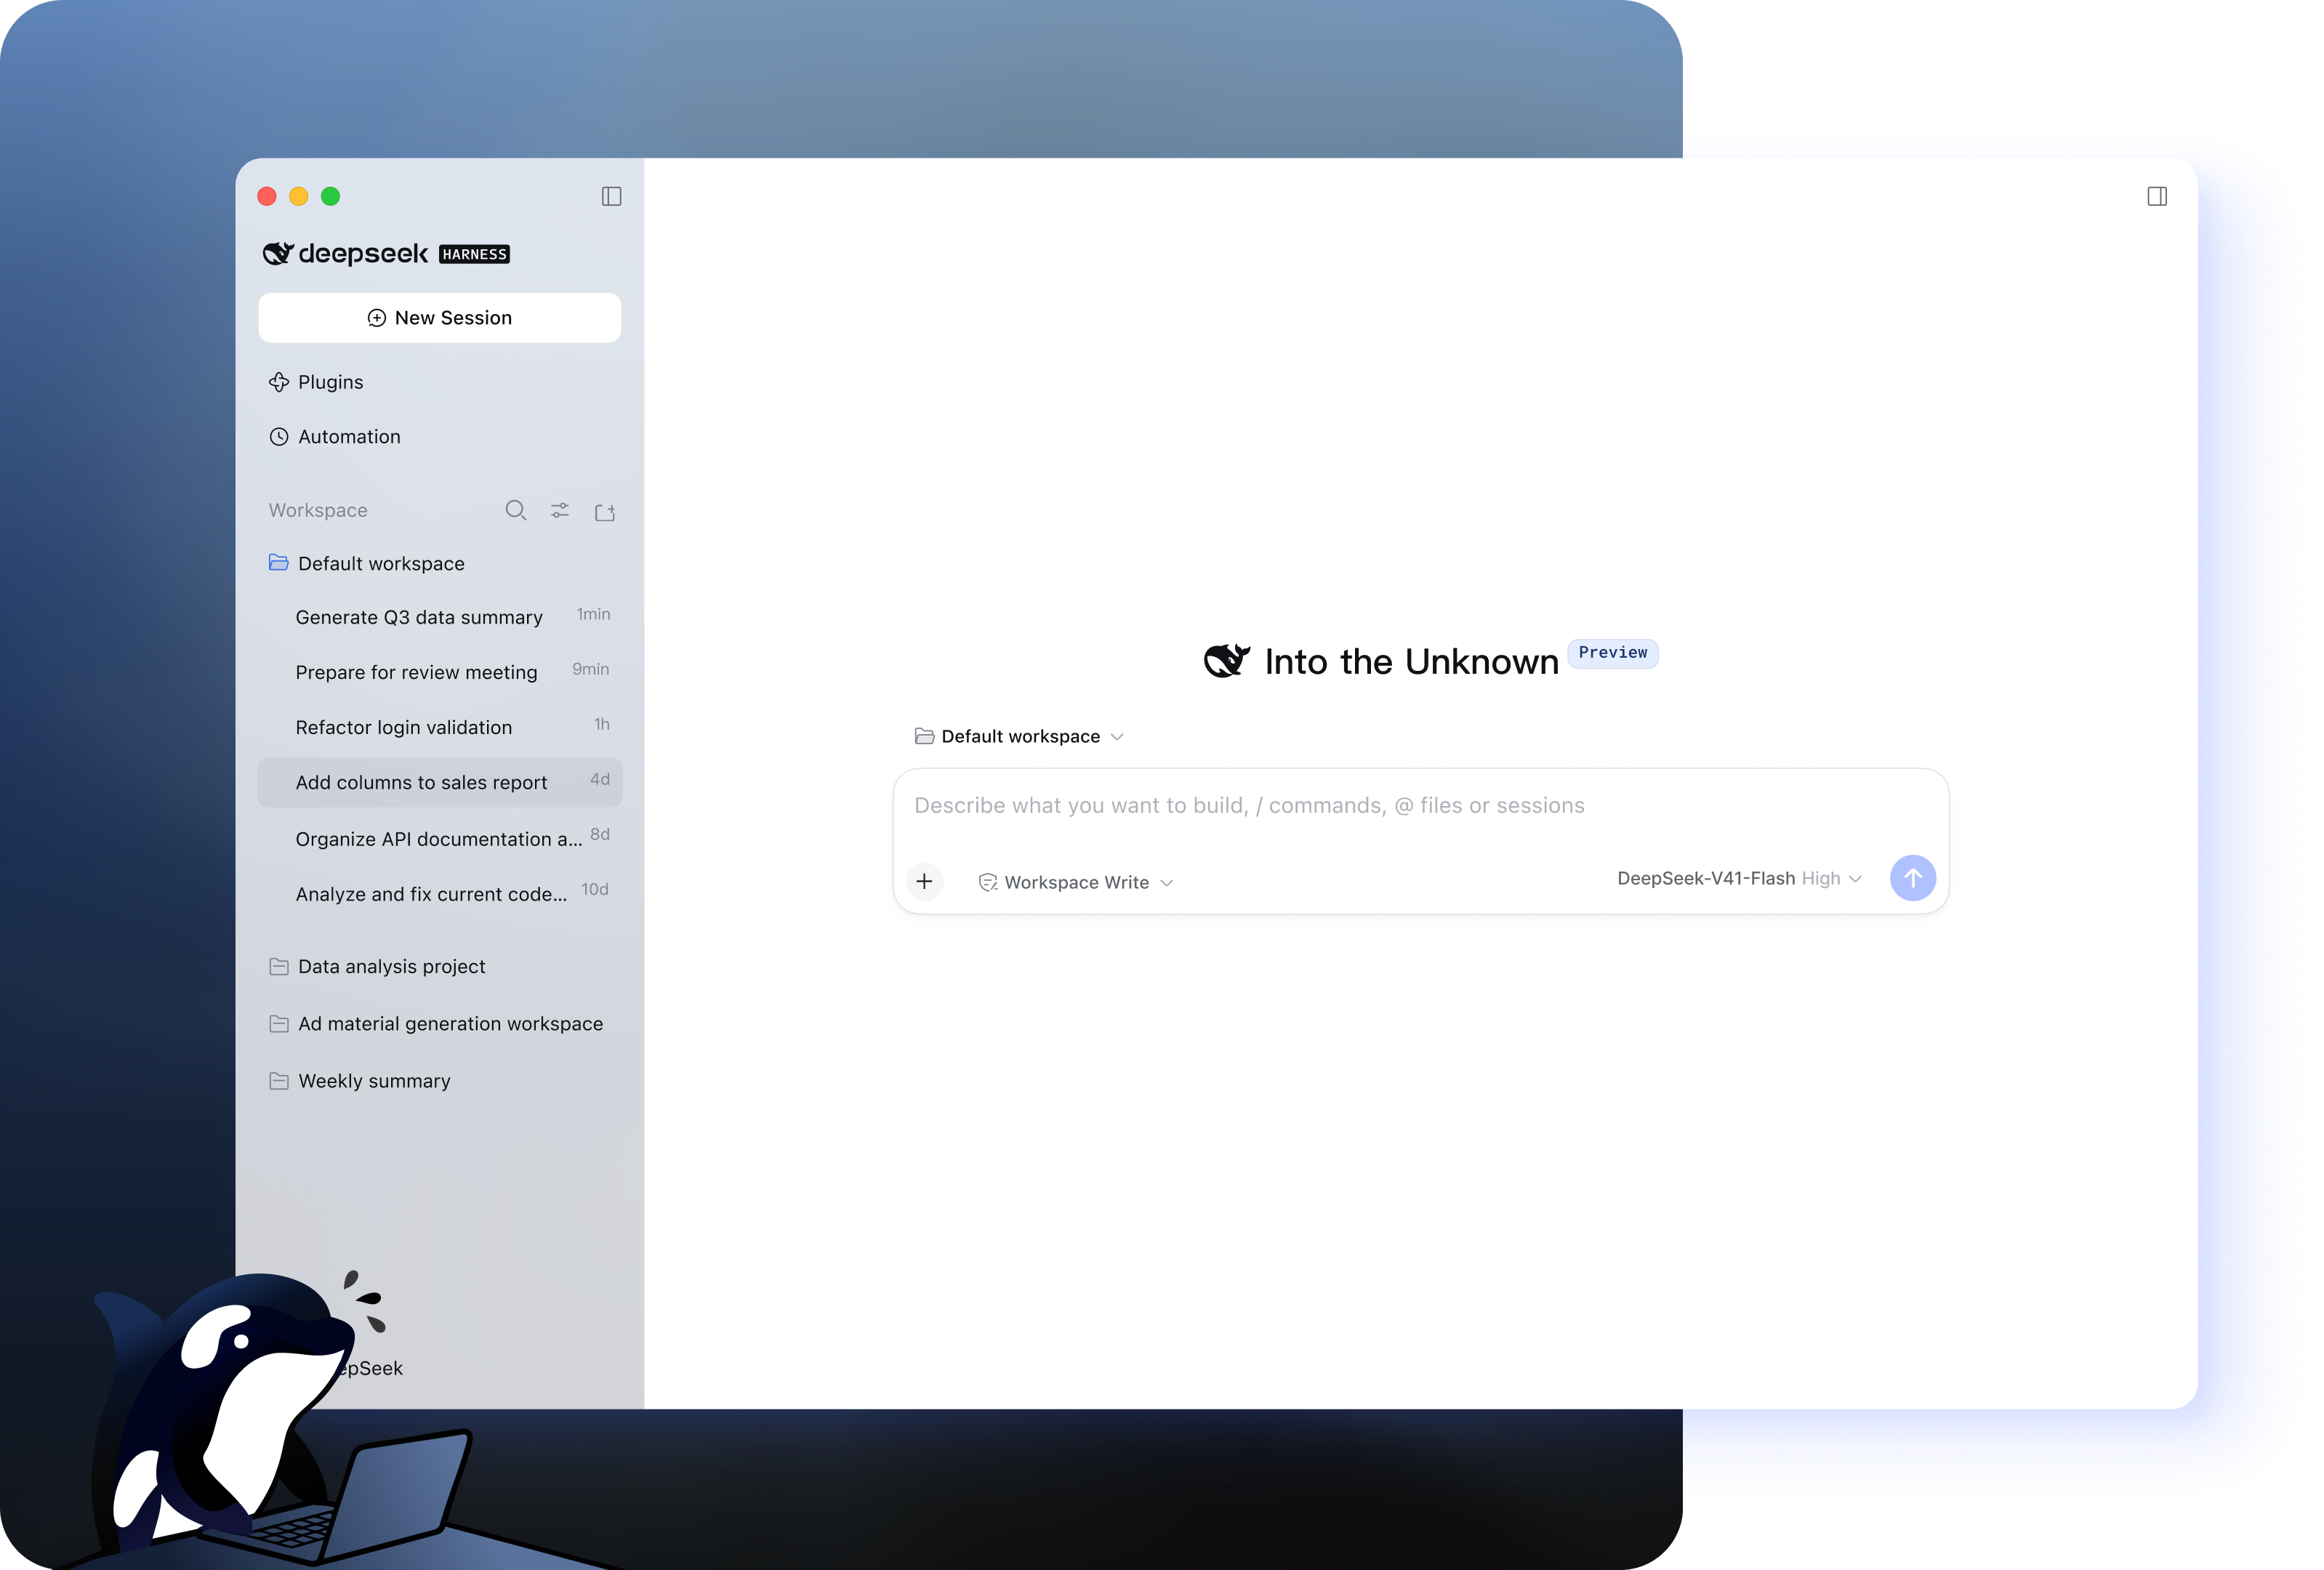 deepseek HARNESS
New Session
Plugins
Automation
Workspace
Default workspace
Generate Q3 data summary 1min
Prepare for review meeting 9min
Refactor login validation 1h
Add columns to sales report 4d
Organize API documentation a... 8d
Analyze and fix current code... 10d
Data analysis project
Ad material generation workspace
Weekly summary
epSeek
Into the Unknown Preview
Default workspace
Describe what you want to build, / commands, @ files or sessions
Workspace Write
DeepSeek-V41-Flash High